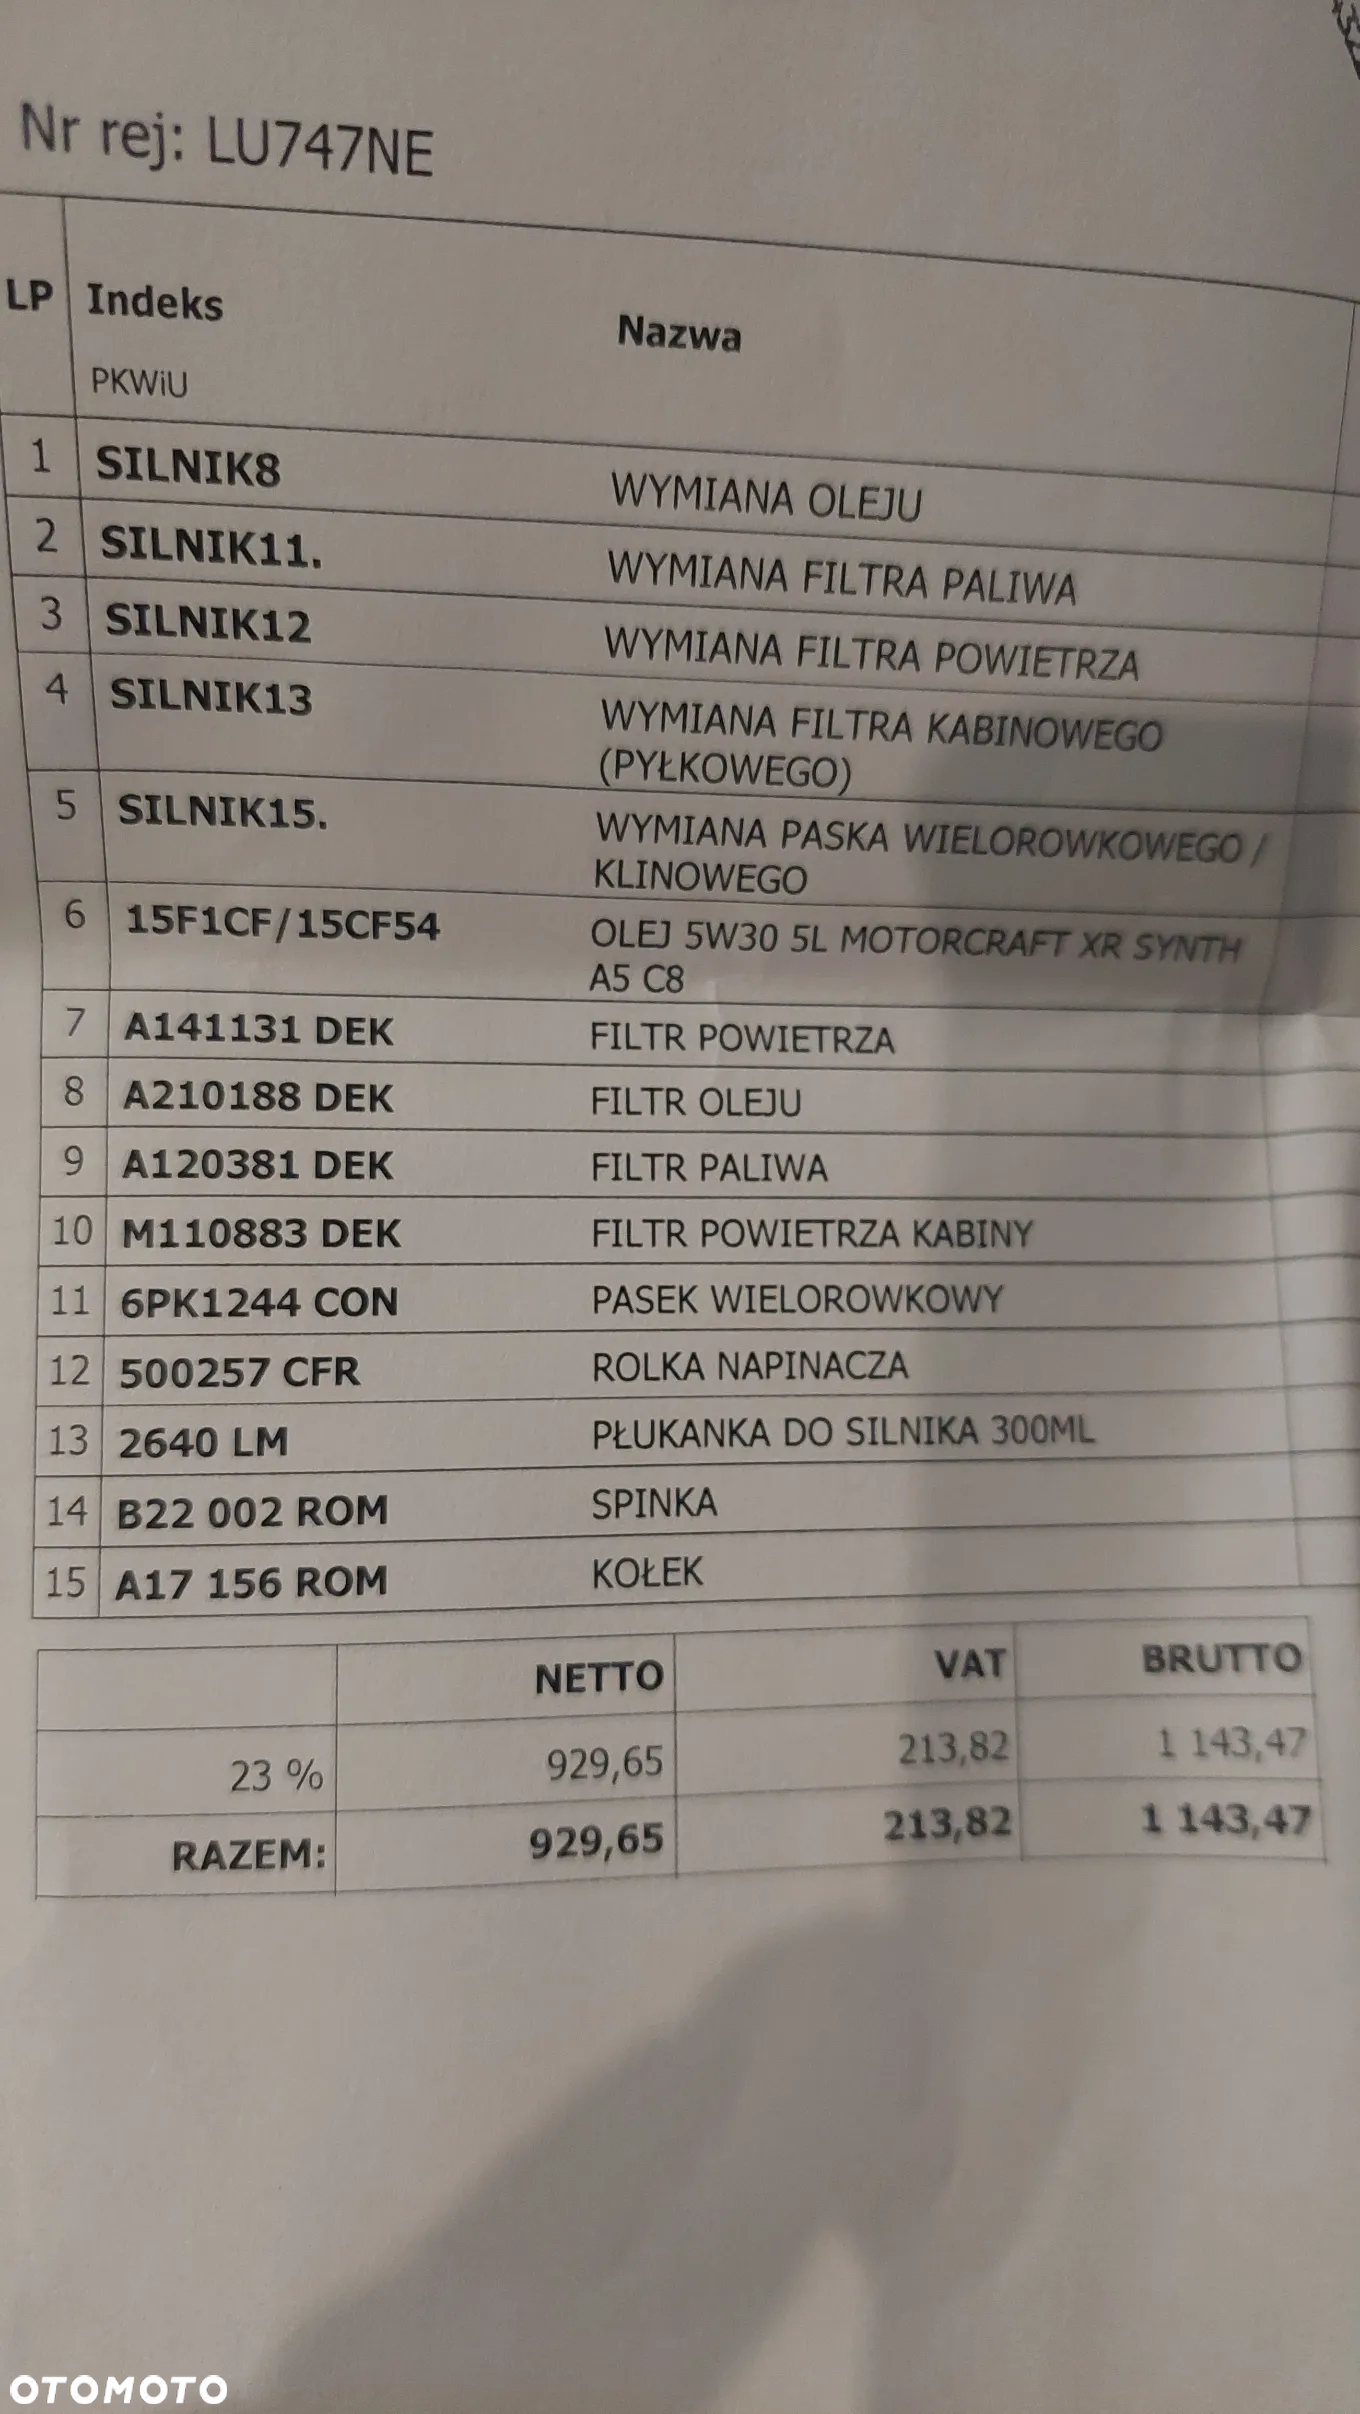 Nr rej: LU747NE
LP Indeks Nazwa
PKWiU
1 SILNIK8 WYMIANA OLEJU
2 SILNIK11. WYMIANA FILTRA PALIWA
3 SILNIK12 WYMIANA FILTRA POWIETRZA
4 SILNIK13 WYMIANA FILTRA KABINOWEGO
(PYŁKOWEGO)
5 SILNIK15. WYMIANA PASKA WIELOROWKOWEGO /
KLINOWEGO
6 15F1CF/15CF54 OLEJ 5W30 5L MOTORCRAFT XR SYNTH
A5 C8
7 A141131 DEK FILTR POWIETRZA
8 A210188 DEK FILTR OLEJU
9 A120381 DEK FILTR PALIWA
10 M110883 DEK FILTR POWIETRZA KABINY
11 6PK1244 CON PASEK WIELOROWKOWY
12 500257 CFR ROLKA NAPINACZA
13 2640 LM PŁUKANKA DO SILNIKA 300ML
14 B22 002 ROM SPINKA
15 A17 156 ROM KOŁEK
NETTO VAT BRUTTO
23 % 929,65 213,82 1 143,47
RAZEM: 929,65 213,82 1 143,47
OTOMOTO